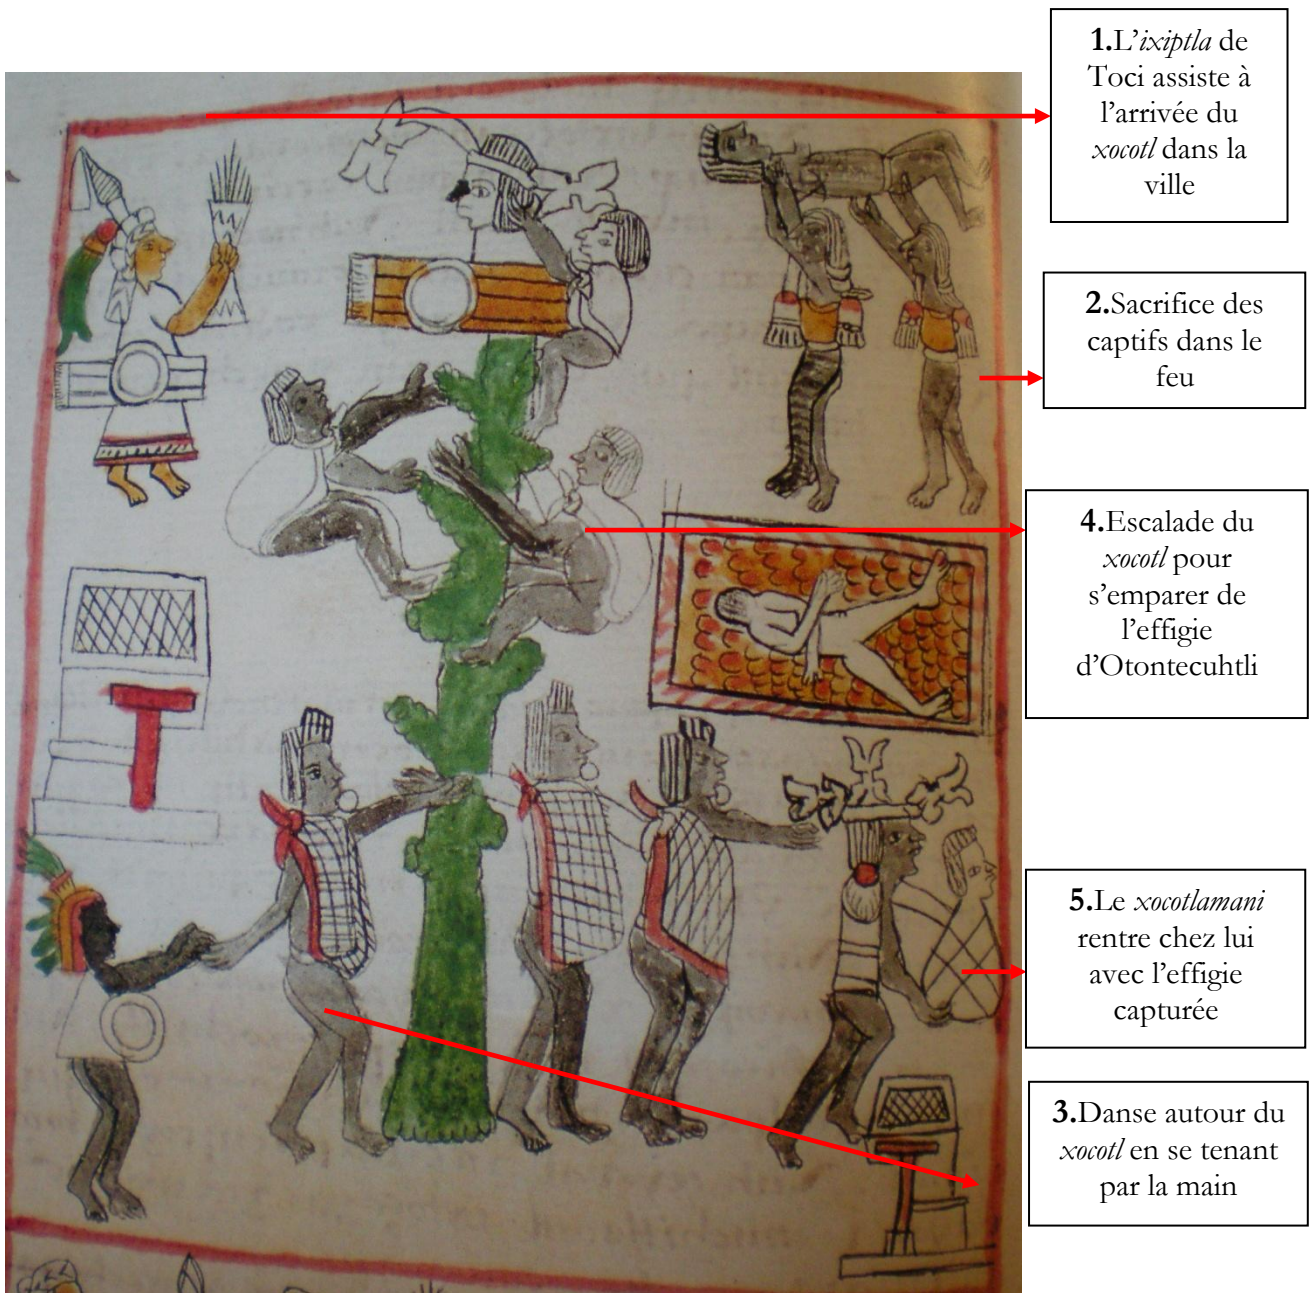 1.L’ixiptla de
Toci assiste à
l’arrivée du
xocotl dans la
ville
2.Sacrifice des
captifs dans le
feu
4.Escalade du
xocotl pour
s’emparer de
l’effigie
d’Otontecuhtli
5.Le xocotlamani
rentre chez lui
avec l’effigie
capturée
3.Danse autour du
xocotl en se tenant
par la main